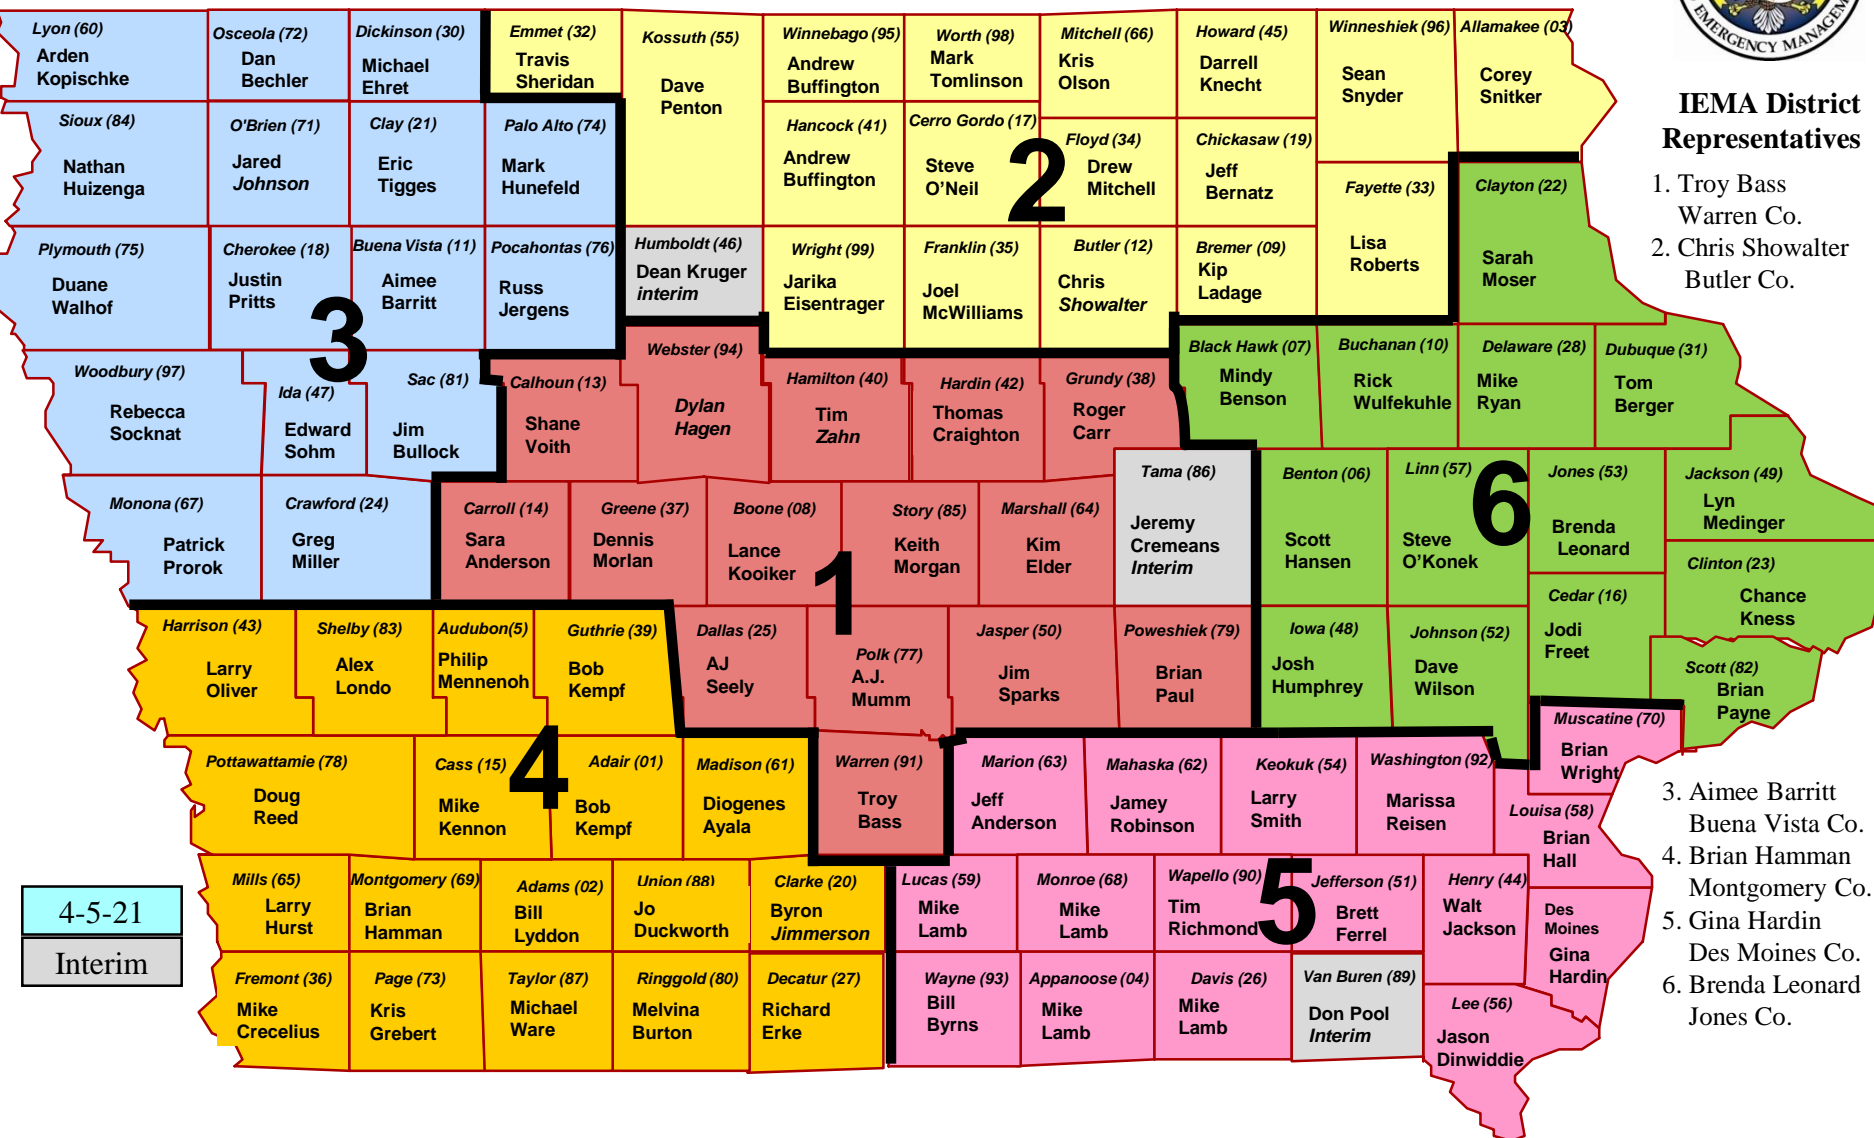 EMERGENCY MANAGEM
Lyon (60)
Arden
Kopischke
Osceola (72)
Dan
Bechler
Dickinson (30)
Michael
Ehret
Emmet (32)
Travis
Sheridan
Kossuth (55)
Dave
Penton
Winnebago (95)
Andrew
Buffington
Worth (98)
Mark
Tomlinson
Mitchell (66)
Kris
Olson
Howard (45)
Darrell
Knecht
Winneshiek (96)
Sean
Snyder
Allamakee (03)
Corey
Snitker
Sioux (84)
Nathan
Huizenga
O'Brien (71)
Jared
Johnson
Clay (21)
Eric
Tigges
Palo Alto (74)
Mark
Hunefeld
Hancock (41)
Andrew
Buffington
Cerro Gordo (17)
Steve
O’Neil
2
Floyd (34)
Drew
Mitchell
Chickasaw (19)
Jeff
Bernatz
Fayette (33)
Lisa
Roberts
Clayton (22)
Sarah
Moser
Plymouth (75)
Duane
Walhof
Cherokee (18)
Justin
Pritts
3
Buena Vista (11)
Aimee
Barritt
Pocahontas (76)
Russ
Jergens
Humboldt (46)
Dean Kruger
interim
Wright (99)
Jarika
Eisentrager
Franklin (35)
Joel
McWilliams
Butler (12)
Chris
Showalter
Bremer (09)
Kip
Ladage
Woodbury (97)
Rebecca
Socknat
Ida (47)
Edward
Sohm
Sac (81)
Jim
Bullock
Calhoun (13)
Shane
Voith
Webster (94)
Dylan
Hagen
Hamilton (40)
Tim
Zahn
Hardin (42)
Thomas
Craighton
Grundy (38)
Roger
Carr
Black Hawk (07)
Mindy
Benson
Buchanan (10)
Rick
Wulfekuhle
Delaware (28)
Mike
Ryan
Dubuque (31)
Tom
Berger
Monona (67)
Patrick
Prorok
Crawford (24)
Greg
Miller
Carroll (14)
Sara
Anderson
Greene (37)
Dennis
Morlan
Boone (08)
Lance
Kooiker
1
Story (85)
Keith
Morgan
Marshall (64)
Kim
Elder
Tama (86)
Jeremy
Cremeans
Interim
Benton (06)
Scott
Hansen
Linn (57)
Steve
O’Konek
6
Jones (53)
Brenda
Leonard
Jackson (49)
Lyn
Medinger
Clinton (23)
Chance
Kness
Harrison (43)
Larry
Oliver
Shelby (83)
Alex
Londo
Audubon(5)
Philip
Mennenoh
Guthrie (39)
Bob
Kempf
Dallas (25)
AJ
Seely
Polk (77)
A.J.
Mumm
Jasper (50)
Jim
Sparks
Poweshiek (79)
Brian
Paul
Iowa (48)
Josh
Humphrey
Johnson (52)
Dave
Wilson
Cedar (16)
Jodi
Freet
Scott (82)
Brian
Payne
Pottawattamie (78)
Doug
Reed
Cass (15)
Mike
Kennon
4
Adair (01)
Bob
Kempf
Madison (61)
Diogenes
Ayala
Warren (91)
Troy
Bass
Marion (63)
Jeff
Anderson
Mahaska (62)
Jamey
Robinson
Keokuk (54)
Larry
Smith
Washington (92)
Marissa
Reisen
Muscatine (70)
Brian
Wright
Louisa (58)
Brian
Hall
Mills (65)
Larry
Hurst
Montgomery (69)
Brian
Hamman
Adams (02)
Bill
Lyddon
Union (88)
Jo
Duckworth
Clarke (20)
Byron
Jimmerson
Lucas (59)
Mike
Lamb
Monroe (68)
Mike
Lamb
Wapello (90)
Tim
Richmond
5
Jefferson (51)
Brett
Ferrel
Henry (44)
Walt
Jackson
Des
Moines
Gina
Hardin
Fremont (36)
Mike
Crecelius
Page (73)
Kris
Grebert
Taylor (87)
Michael
Ware
Ringgold (80)
Melvina
Burton
Decatur (27)
Richard
Erke
Wayne (93)
Bill
Byrns
Appanoose (04)
Mike
Lamb
Davis (26)
Mike
Lamb
Van Buren (89)
Don Pool
Interim
Lee (56)
Jason
Dinwiddie
4-5-21
Interim
IEMA District
Representatives
1. Troy Bass
Warren Co.
2. Chris Showalter
Butler Co.
3. Aimee Barritt
Buena Vista Co.
4. Brian Hamman
Montgomery Co.
5. Gina Hardin
Des Moines Co.
6. Brenda Leonard
Jones Co.